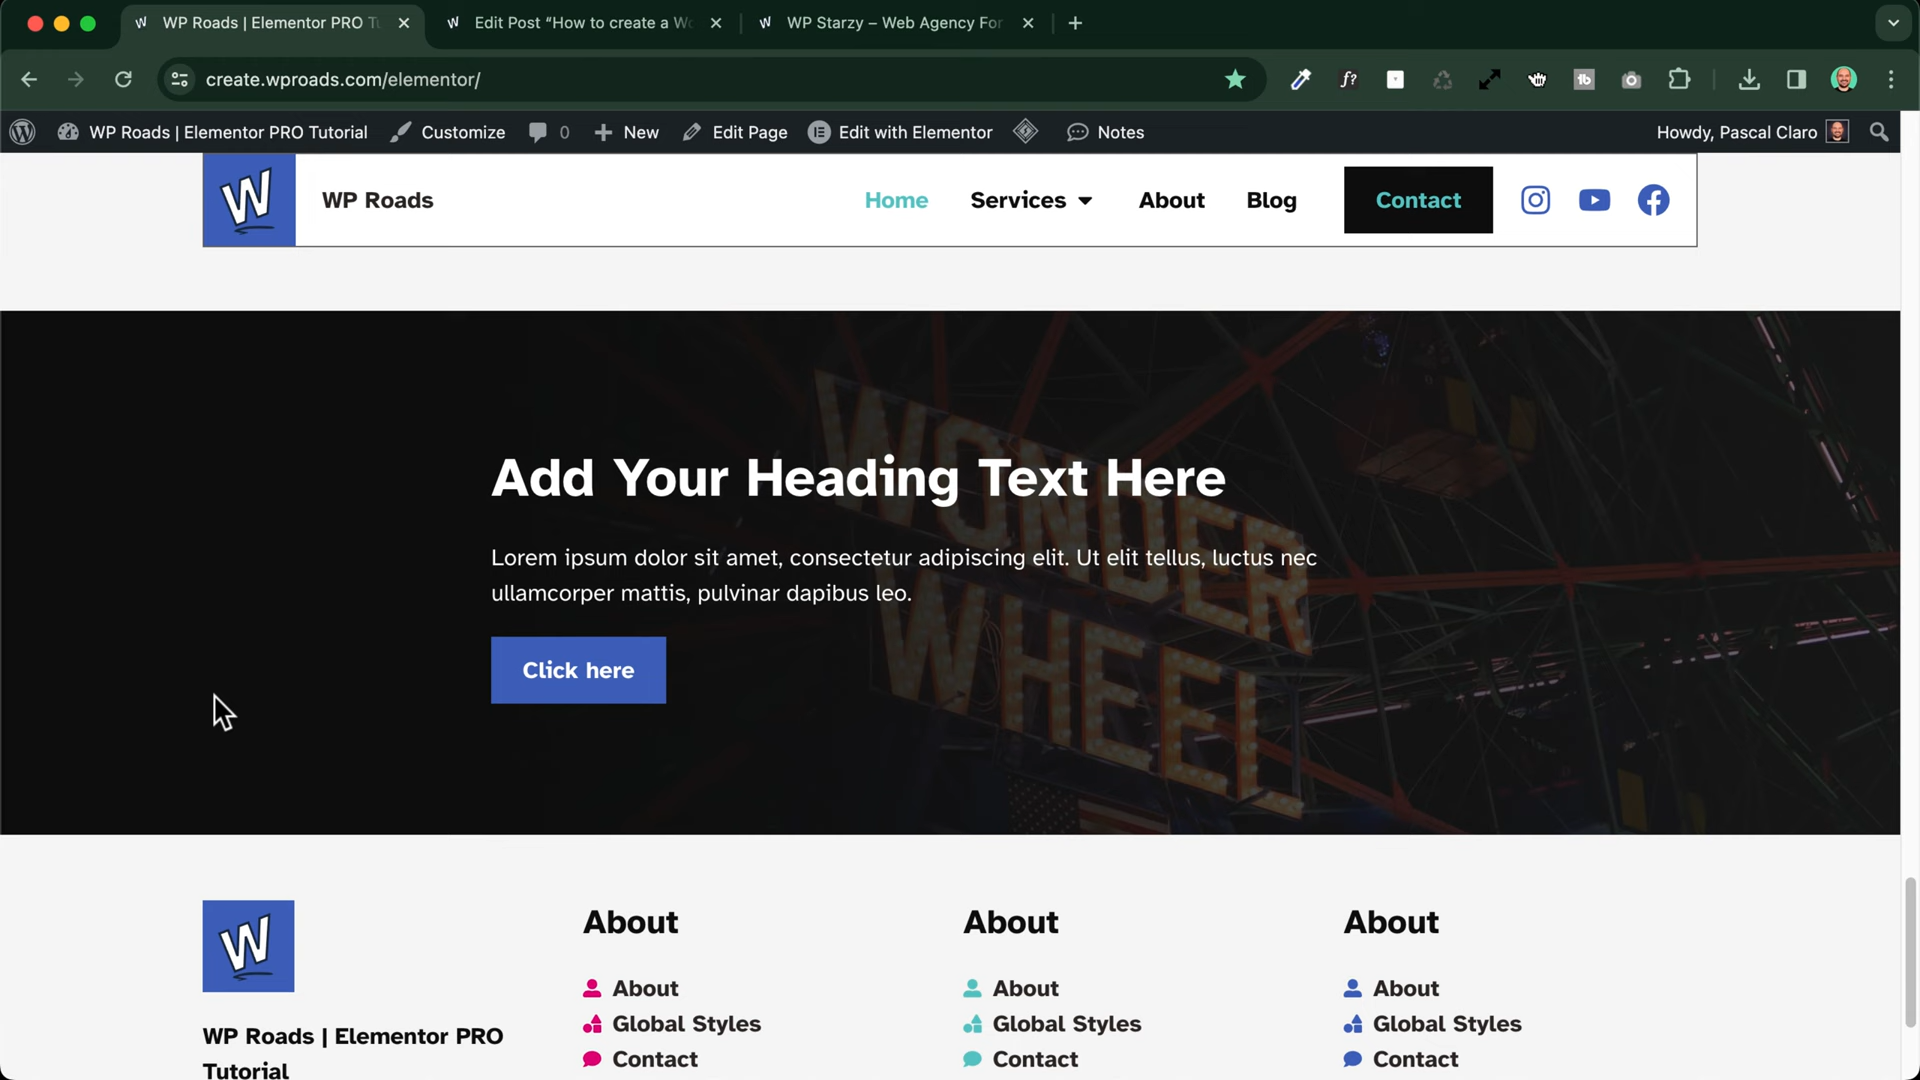 WP Roads | Elementor PRO Tu
Edit Post “How to create a Wo
WP Starzy – Web Agency For
create.wproads.com/elementor/
f?
tb
WP Roads | Elementor PRO Tutorial
Customize
0
New
Edit Page
Edit with Elementor
Notes
Howdy, Pascal Claro
W
WP Roads
Home
Services
About
Blog
Contact
WONDER
WHEEL
Add Your Heading Text Here
Lorem ipsum dolor sit amet, consectetur adipiscing elit. Ut elit tellus, luctus nec
ullamcorper mattis, pulvinar dapibus leo.
Click here
W
WP Roads | Elementor PRO
Tutorial
About
About
Global Styles
Contact
About
About
Global Styles
Contact
About
About
Global Styles
Contact